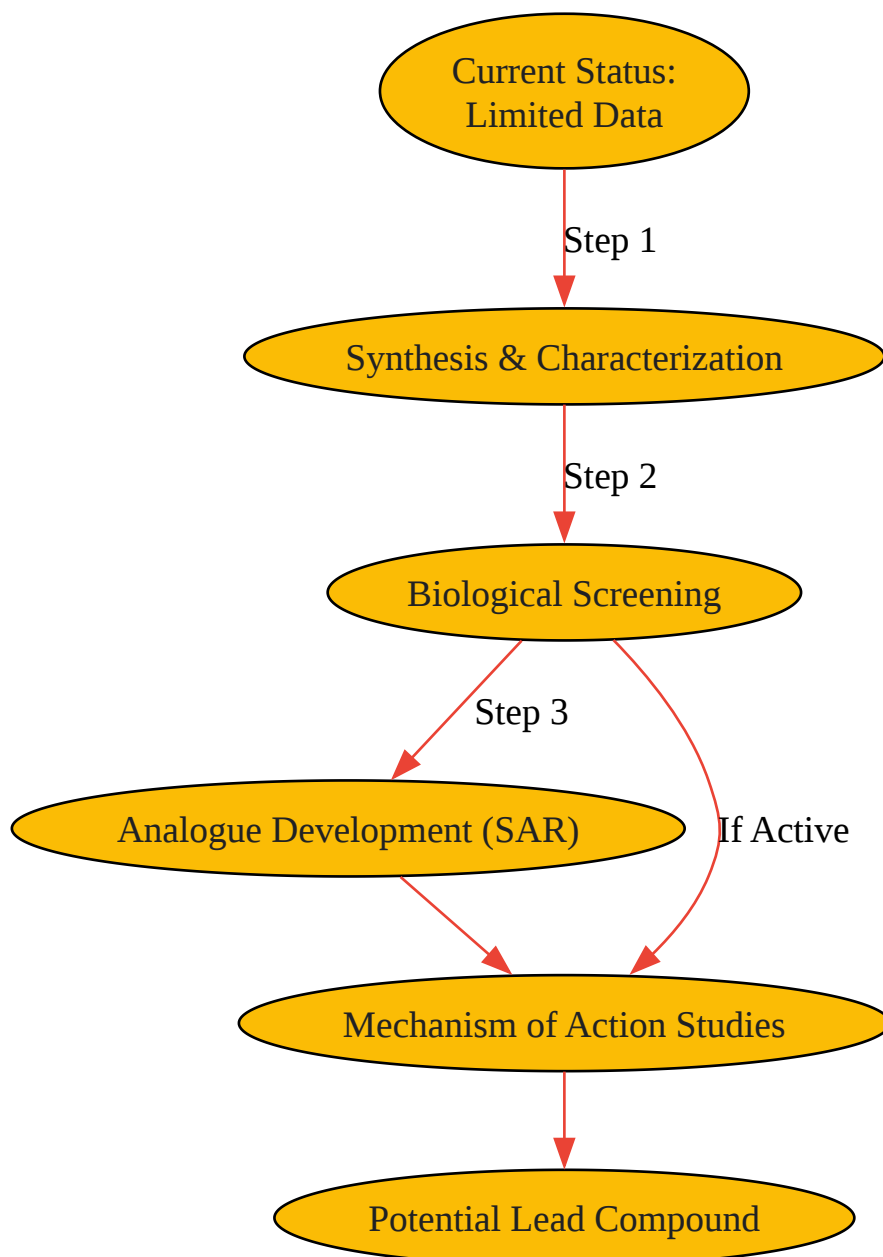 Current Status:
Limited Data
Step 1
Synthesis & Characterization
Step 2
Biological Screening
Step 3
Analogue Development (SAR)
If Active
Mechanism of Action Studies
Potential Lead Compound